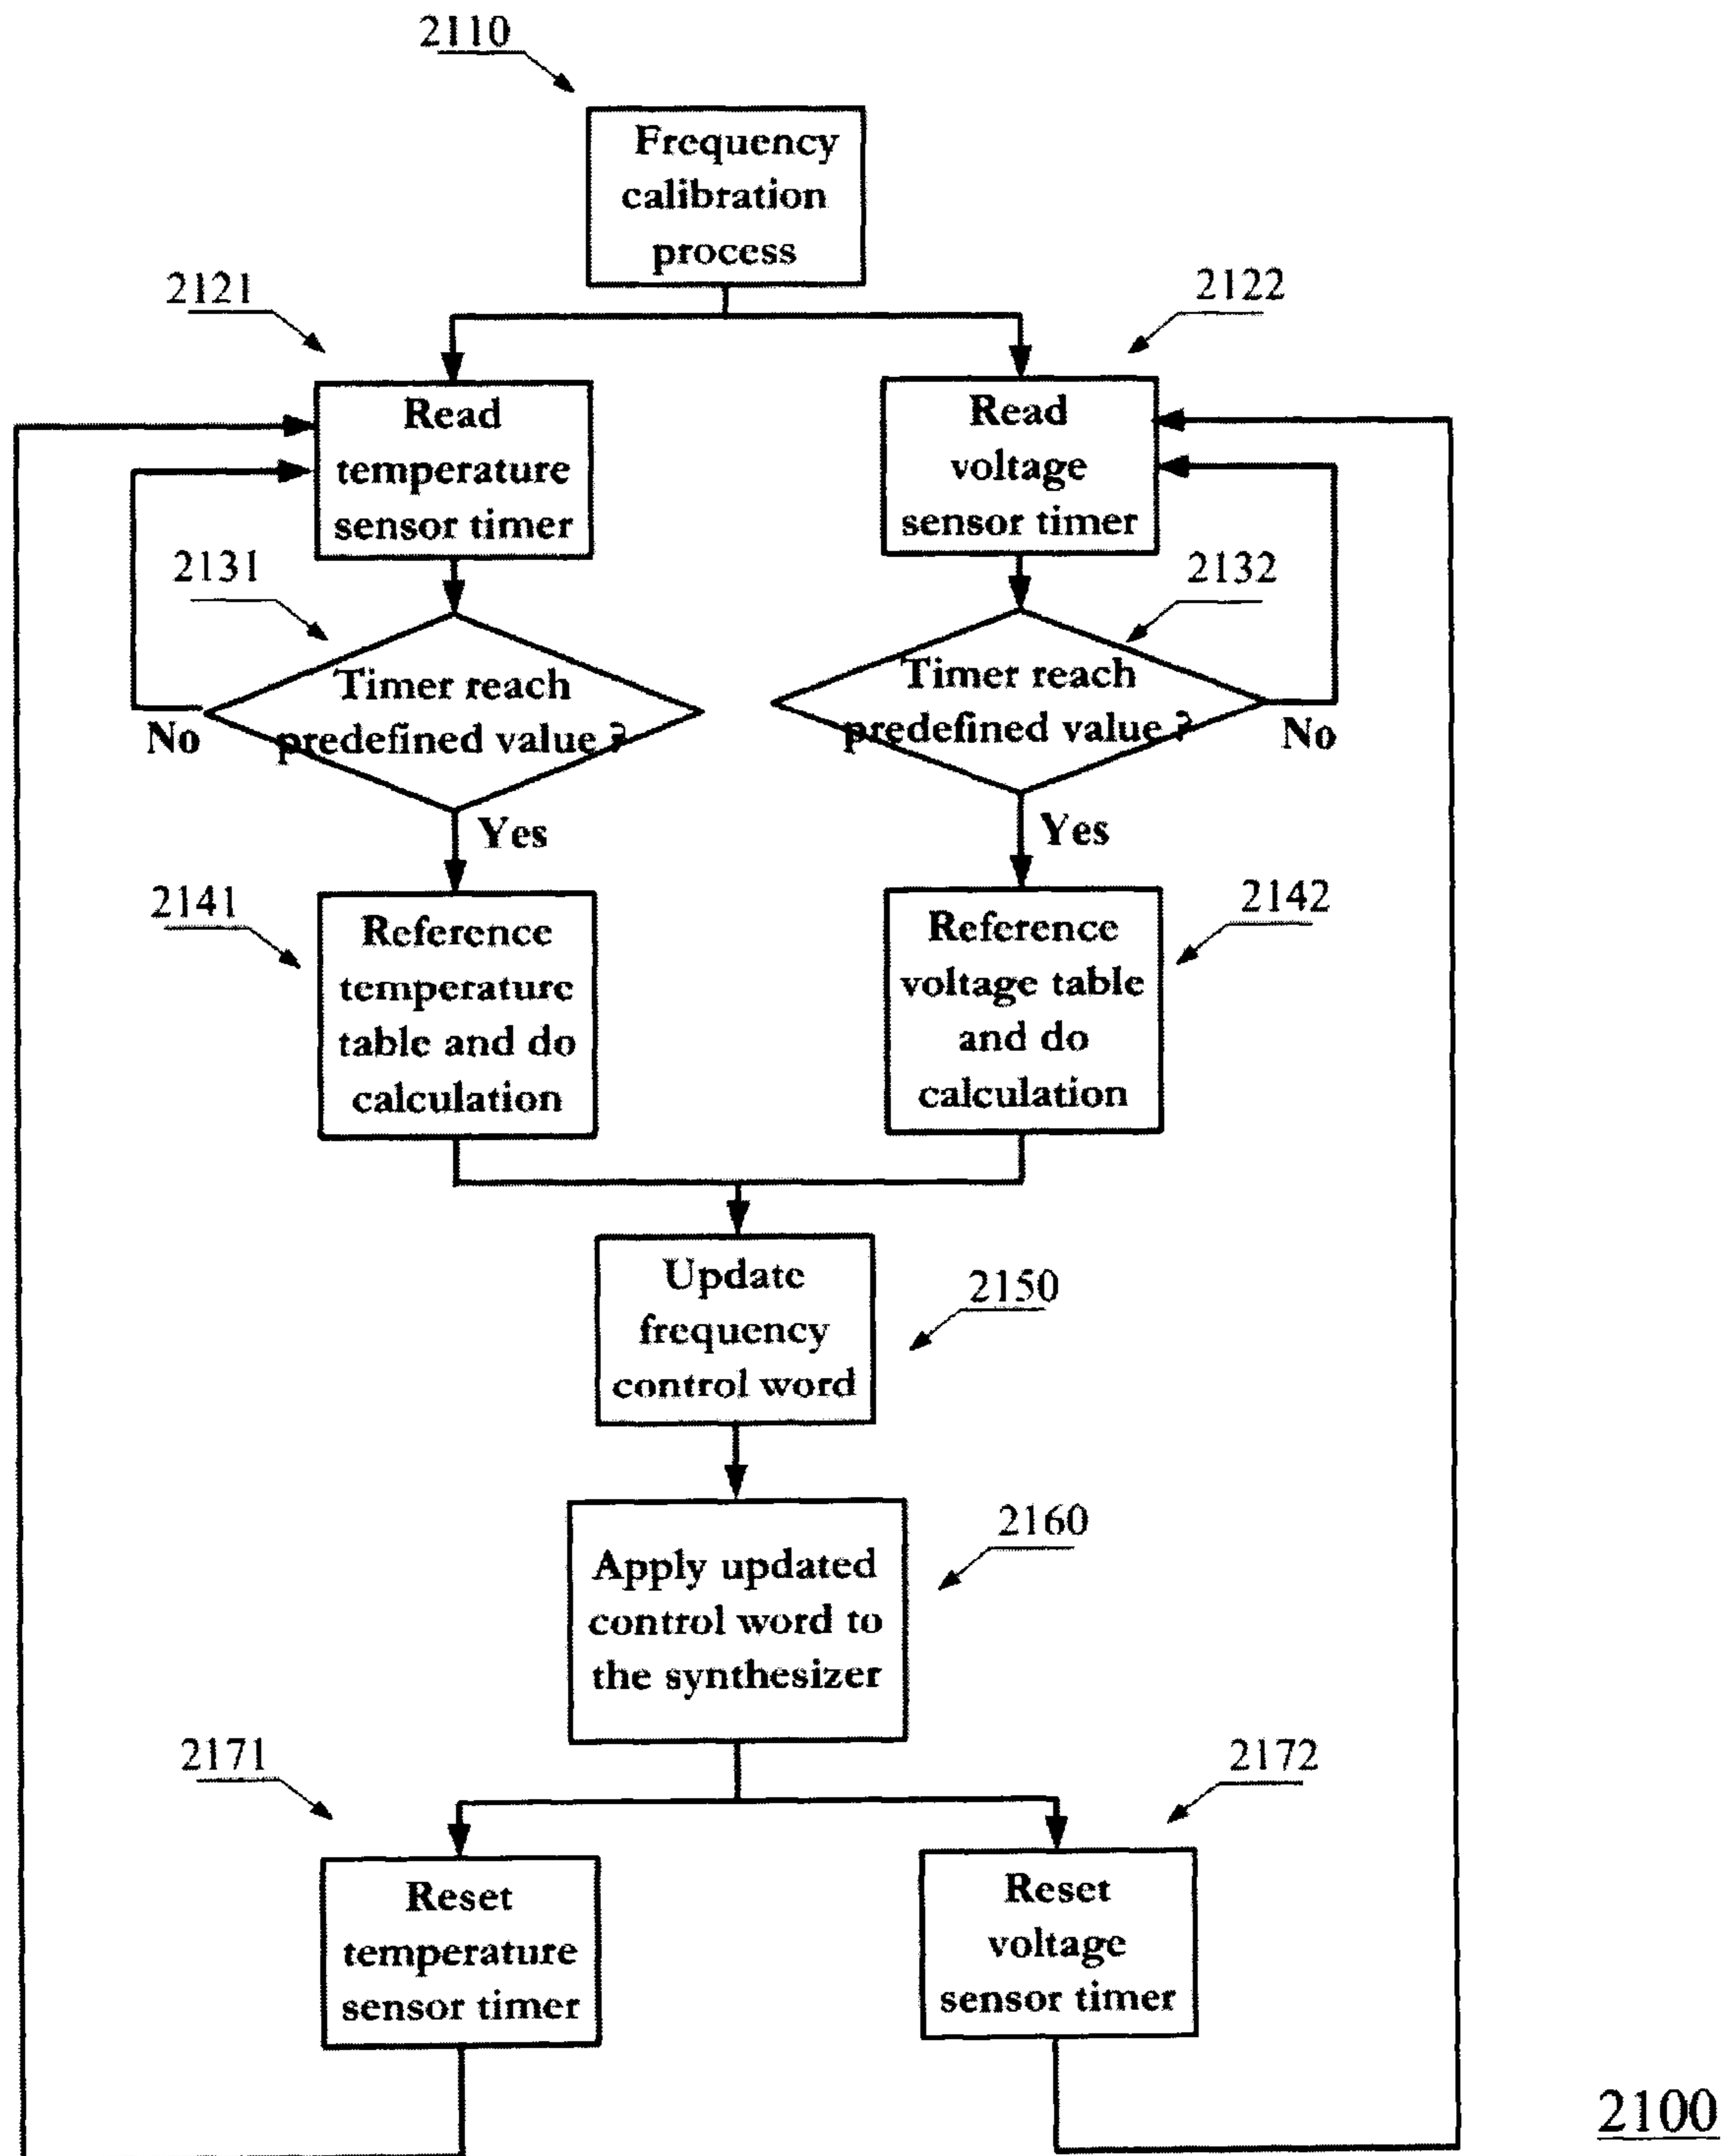 2110
Frequency
calibration
process
2121
2122
Read
temperature
sensor timer
Read
voltage
sensor timer
2131
2132
Timer reach
predefined value ?
No
Timer reach
predefined value ?
No
Yes
Yes
2141
2142
Reference
temperature
table and do
calculation
Reference
voltage table
and do
calculation
Update
frequency
control word
2150
Apply updated
control word to
the synthesizer
2160
2171
2172
Reset
temperature
sensor timer
Reset
voltage
sensor timer
2100